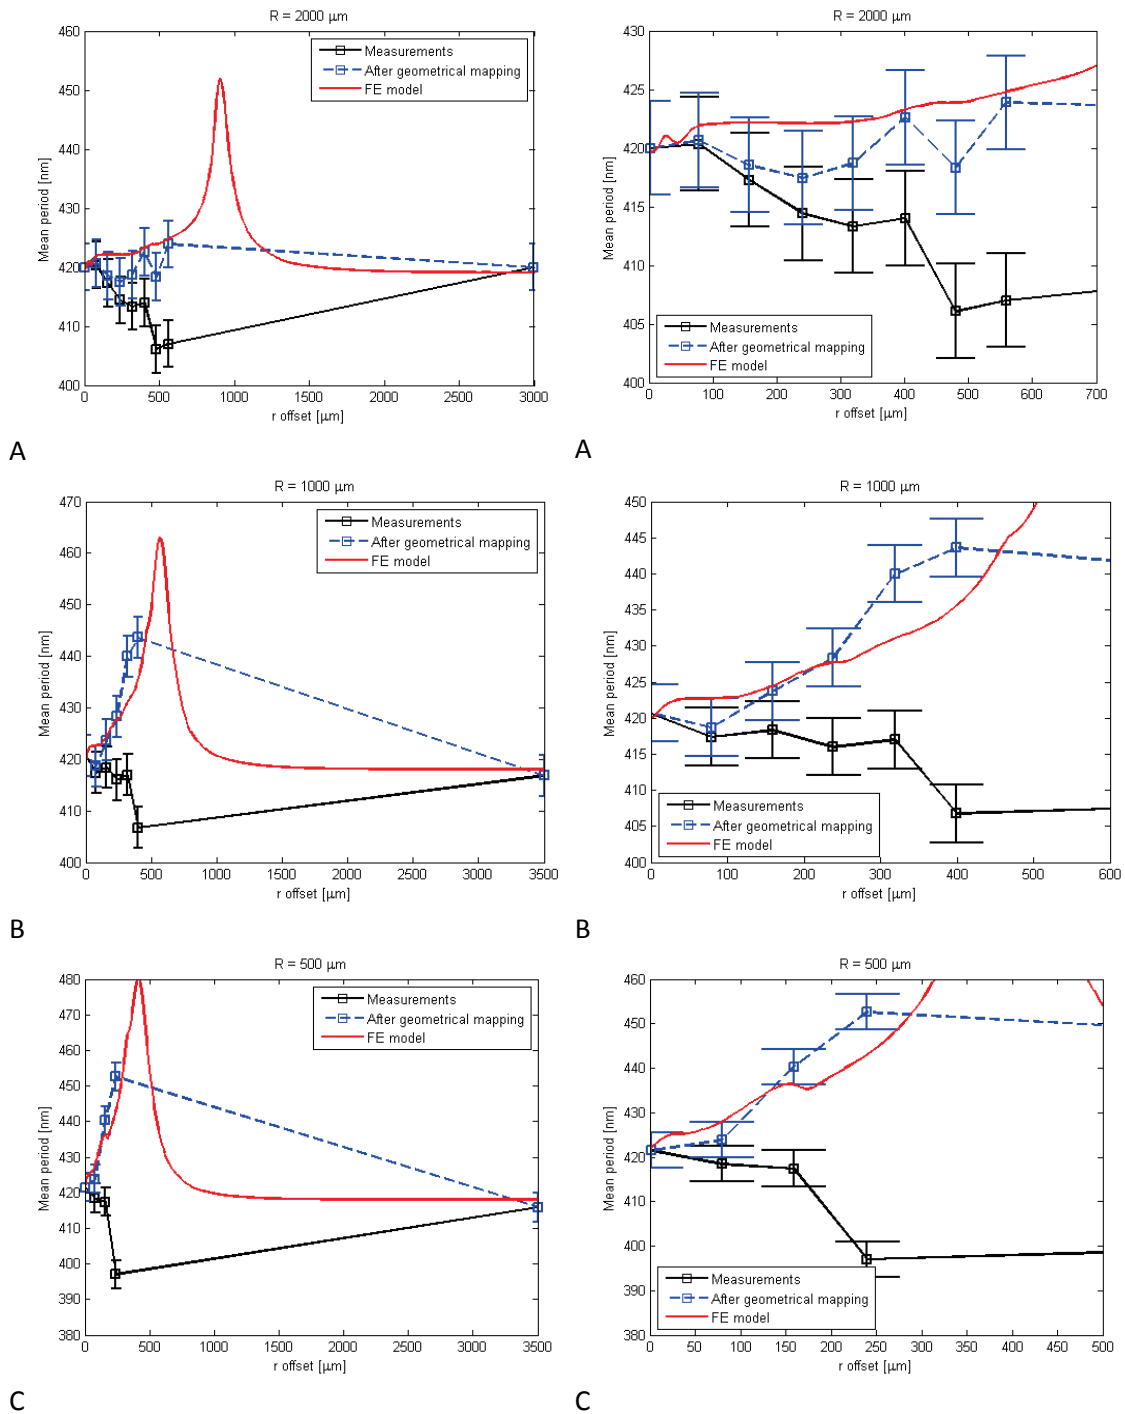 R = 2000 µm
460
450
440
430
420
410
400
Mean period [nm]
0
500
1000
1500
2000
2500
3000
r offset [µm]
Measurements
After geometrical mapping
FE model
A
R = 2000 µm
430
425
420
415
410
405
400
Mean period [nm]
0
100
200
300
400
500
600
700
r offset [µm]
Measurements
After geometrical mapping
FE model
A
R = 1000 µm
470
460
450
440
430
420
410
400
Mean period [nm]
0
500
1000
1500
2000
2500
3000
3500
r offset [µm]
Measurements
After geometrical mapping
FE model
B
R = 1000 µm
450
445
440
435
430
425
420
415
410
405
400
Mean period [nm]
0
100
200
300
400
500
600
r offset [µm]
Measurements
After geometrical mapping
FE model
B
R = 500 µm
480
470
460
450
440
430
420
410
400
390
380
Mean period [nm]
0
500
1000
1500
2000
2500
3000
3500
r offset [µm]
Measurements
After geometrical mapping
FE model
C
R = 500 µm
460
450
440
430
420
410
400
390
380
Mean period [nm]
0
50
100
150
200
250
300
350
400
450
500
r offset [µm]
Measurements
After geometrical mapping
FE model
C